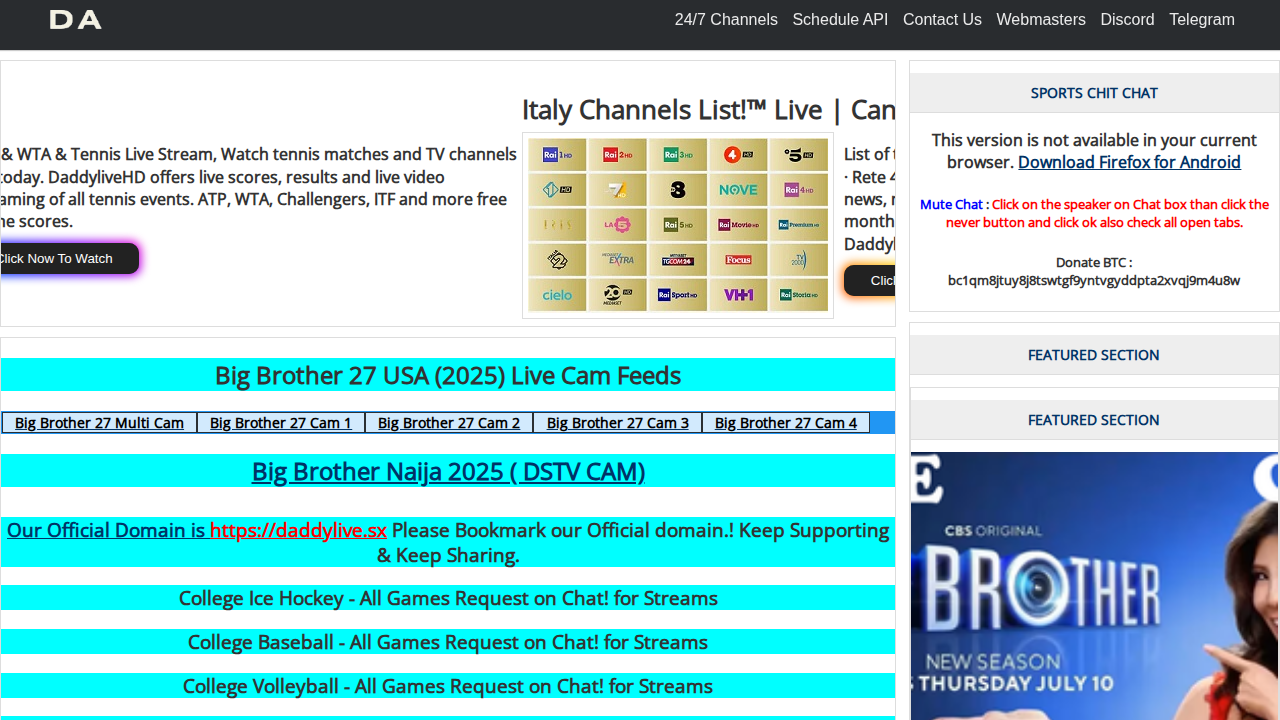 DA
24/7 Channels Schedule API Contact Us Webmasters Discord Telegram
& WTA & Tennis Live Stream, Watch tennis matches and TV channels
today. DaddyliveHD offers live scores, results and live video
aming of all tennis events. ATP, WTA, Challengers, ITF and more free
ne scores.
Click Now To Watch
Italy Channels List!™ Live | Can
Rai 1 HD Rai 2 HD Rai 3 HD 4 HD 5 HD
HD 7 HD 8 NOVE Rai 4 HD
IRIS LA 5 Rai 5 HD Rai Movie HD Rai Premium HD
EXTRA TGCOM24 Focus TV 2000
cielo 20 HD MEDIASET Rai Sport HD VH1 Rai Storia HD
List of t
· Rete 4
news, r
month
Daddyl
Click
Big Brother 27 USA (2025) Live Cam Feeds
Big Brother 27 Multi Cam Big Brother 27 Cam 1 Big Brother 27 Cam 2 Big Brother 27 Cam 3 Big Brother 27 Cam 4
Big Brother Naija 2025 ( DSTV CAM)
Our Official Domain is https://daddylive.sx Please Bookmark our Official domain.! Keep Supporting
& Keep Sharing.
College Ice Hockey - All Games Request on Chat! for Streams
College Baseball - All Games Request on Chat! for Streams
College Volleyball - All Games Request on Chat! for Streams
SPORTS CHIT CHAT
This version is not available in your current
browser. Download Firefox for Android
Mute Chat : Click on the speaker on Chat box than click the
never button and click ok also check all open tabs.
Donate BTC :
bc1qm8jtuy8j8tswtgf9yntvgyddpta2xvqj9m4u8w
FEATURED SECTION
FEATURED SECTION
CBS ORIGINAL
BROTHER
NEW SEASON
S THURSDAY JULY 10